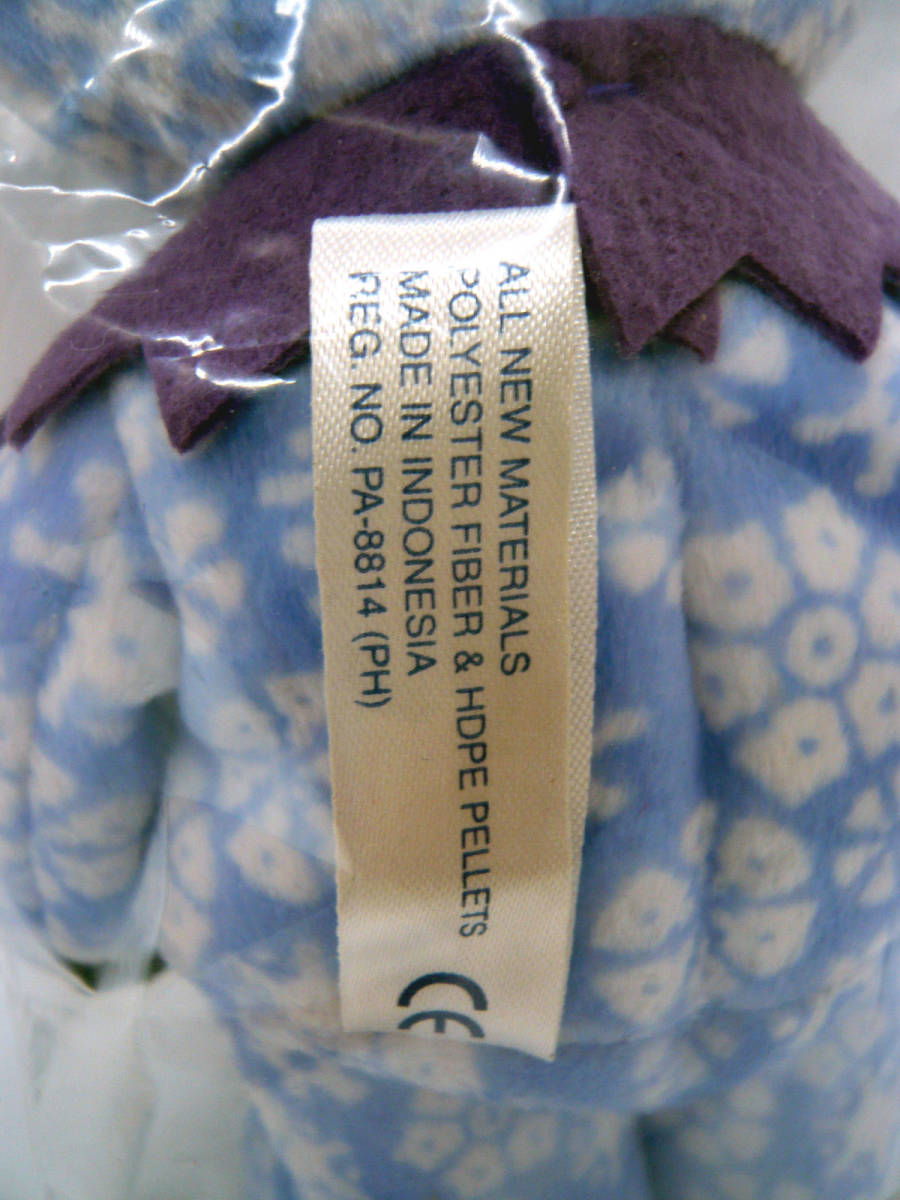 ALL NEW MATERIALS
POLYESTER FIBER & HDPE PELLETS
MADE IN INDONESIA
REG. NO. PA-8814 (PH)
CE